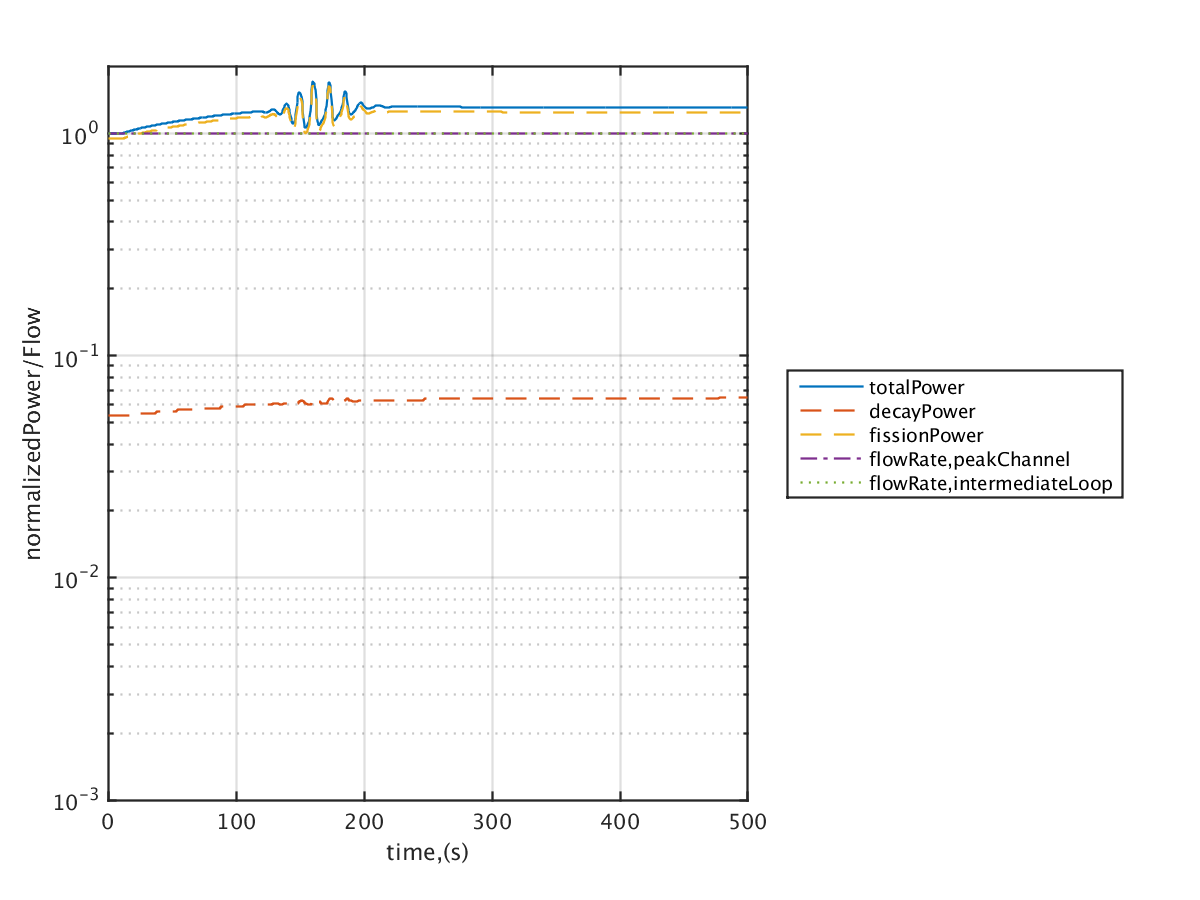 10^0
10^-1
10^-2
10^-3
normalizedPower/Flow
0 100 200 300 400 500
time,(s)
totalPower
decayPower
fissionPower
flowRate,peakChannel
flowRate,intermediateLoop